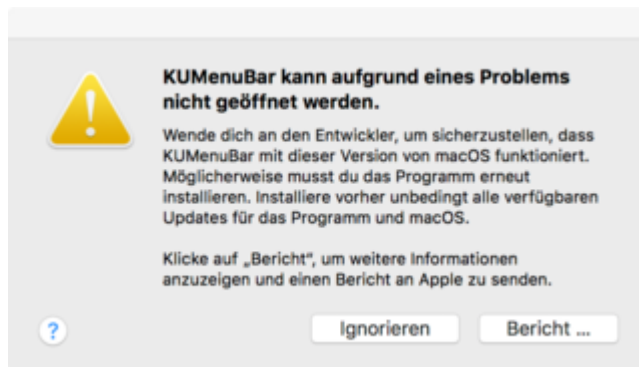 KUMenuBar kann aufgrund eines Problems
nicht geöffnet werden.
Wende dich an den Entwickler, um sicherzustellen, dass
KUMenuBar mit dieser Version von macOS funktioniert.
Möglicherweise musst du das Programm erneut
installieren. Installiere vorher unbedingt alle verfügbaren
Updates für das Programm und macOS.
Klicke auf „Bericht“, um weitere Informationen
anzuzeigen und einen Bericht an Apple zu senden.
? Ignorieren Bericht ...